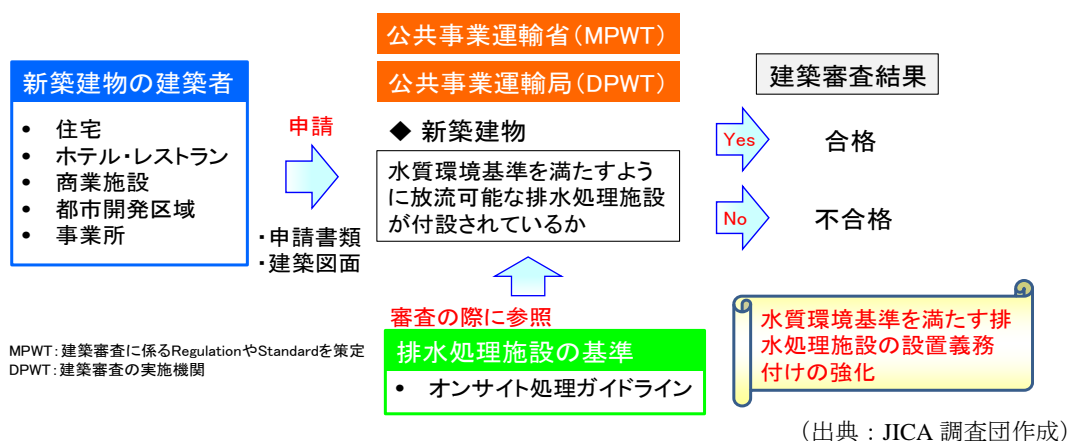 公共事業運輸省(MPWT)
公共事業運輸局(DPWT)
新築建物の建築者
• 住宅
• ホテル・レストラン
• 商業施設
• 都市開発区域
• 事業所
申請
・申請書類
・建築図面
◆ 新築建物
水質環境基準を満たすよう
に放流可能な排水処理施設
が付設されているか
建築審査結果
Yes
合格
No
不合格
審査の際に参照
排水処理施設の基準
• オンサイト処理ガイドライン
MPWT:建築審査に係るRegulationやStandardを策定
DPWT:建築審査の実施機関
水質環境基準を満たす排
水処理施設の設置義務
付けの強化
(出典:JICA 調査団作成)